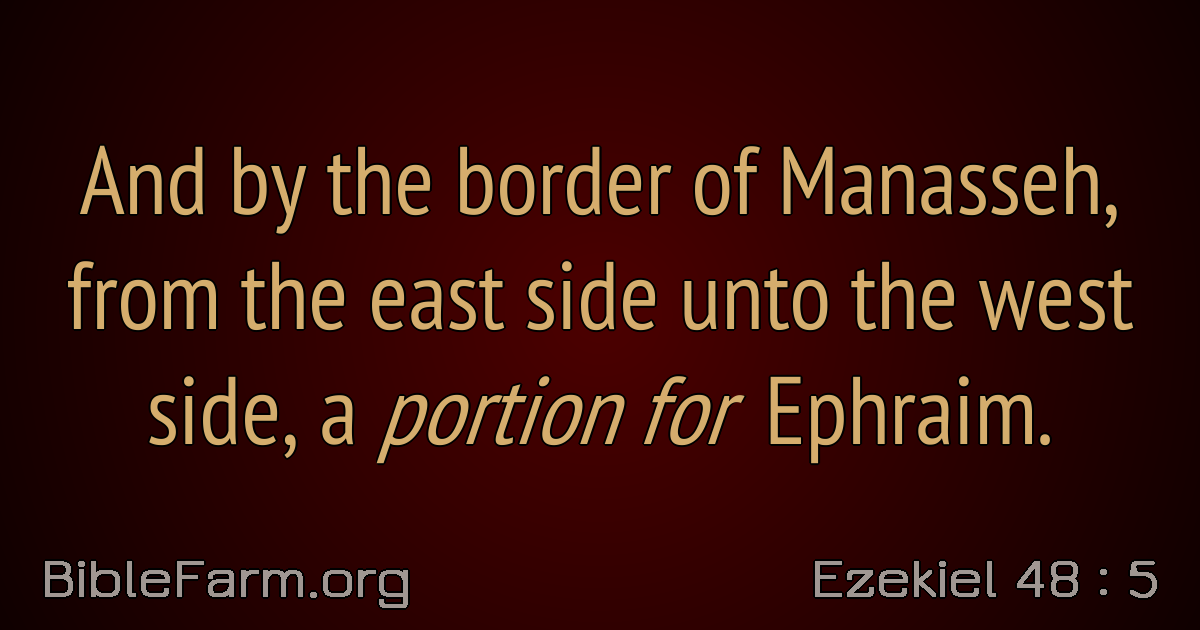 And by the border of Manasseh,
from the east side unto the west
side, a portion for Ephraim.
BibleFarm.org
Ezekiel 48 : 5